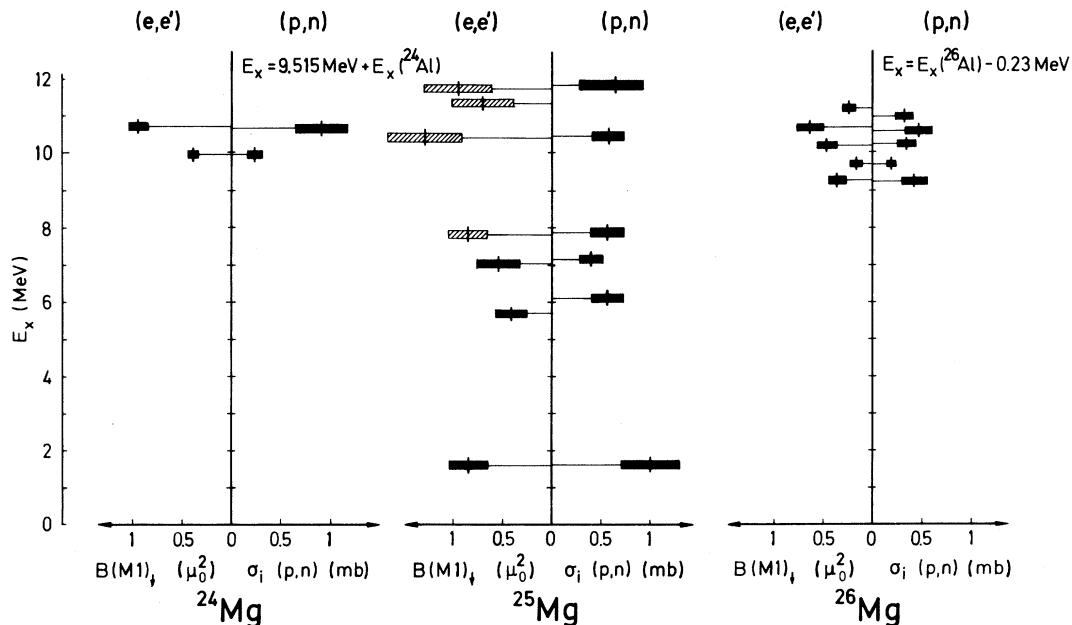 (e,e') (p,n) (e,e') (p,n) (e,e') (p,n)
E_x = 9.515 MeV + E_x (²⁴Al)
E_x = E_x (²⁶Al) - 0.23 MeV
12
10
8
6
4
2
0
E_x (MeV)
1 0.5 0 0.5 1
1 0.5 0 0.5 1
1 0.5 0 0.5 1
B(M1)↓ (μ₀²) σᵢ (p,n) (mb)
B(M1)↓ (μ₀²) σᵢ (p,n) (mb)
B(M1)↓ (μ₀²) σᵢ (p,n) (mb)
²⁴Mg
²⁵Mg
²⁶Mg